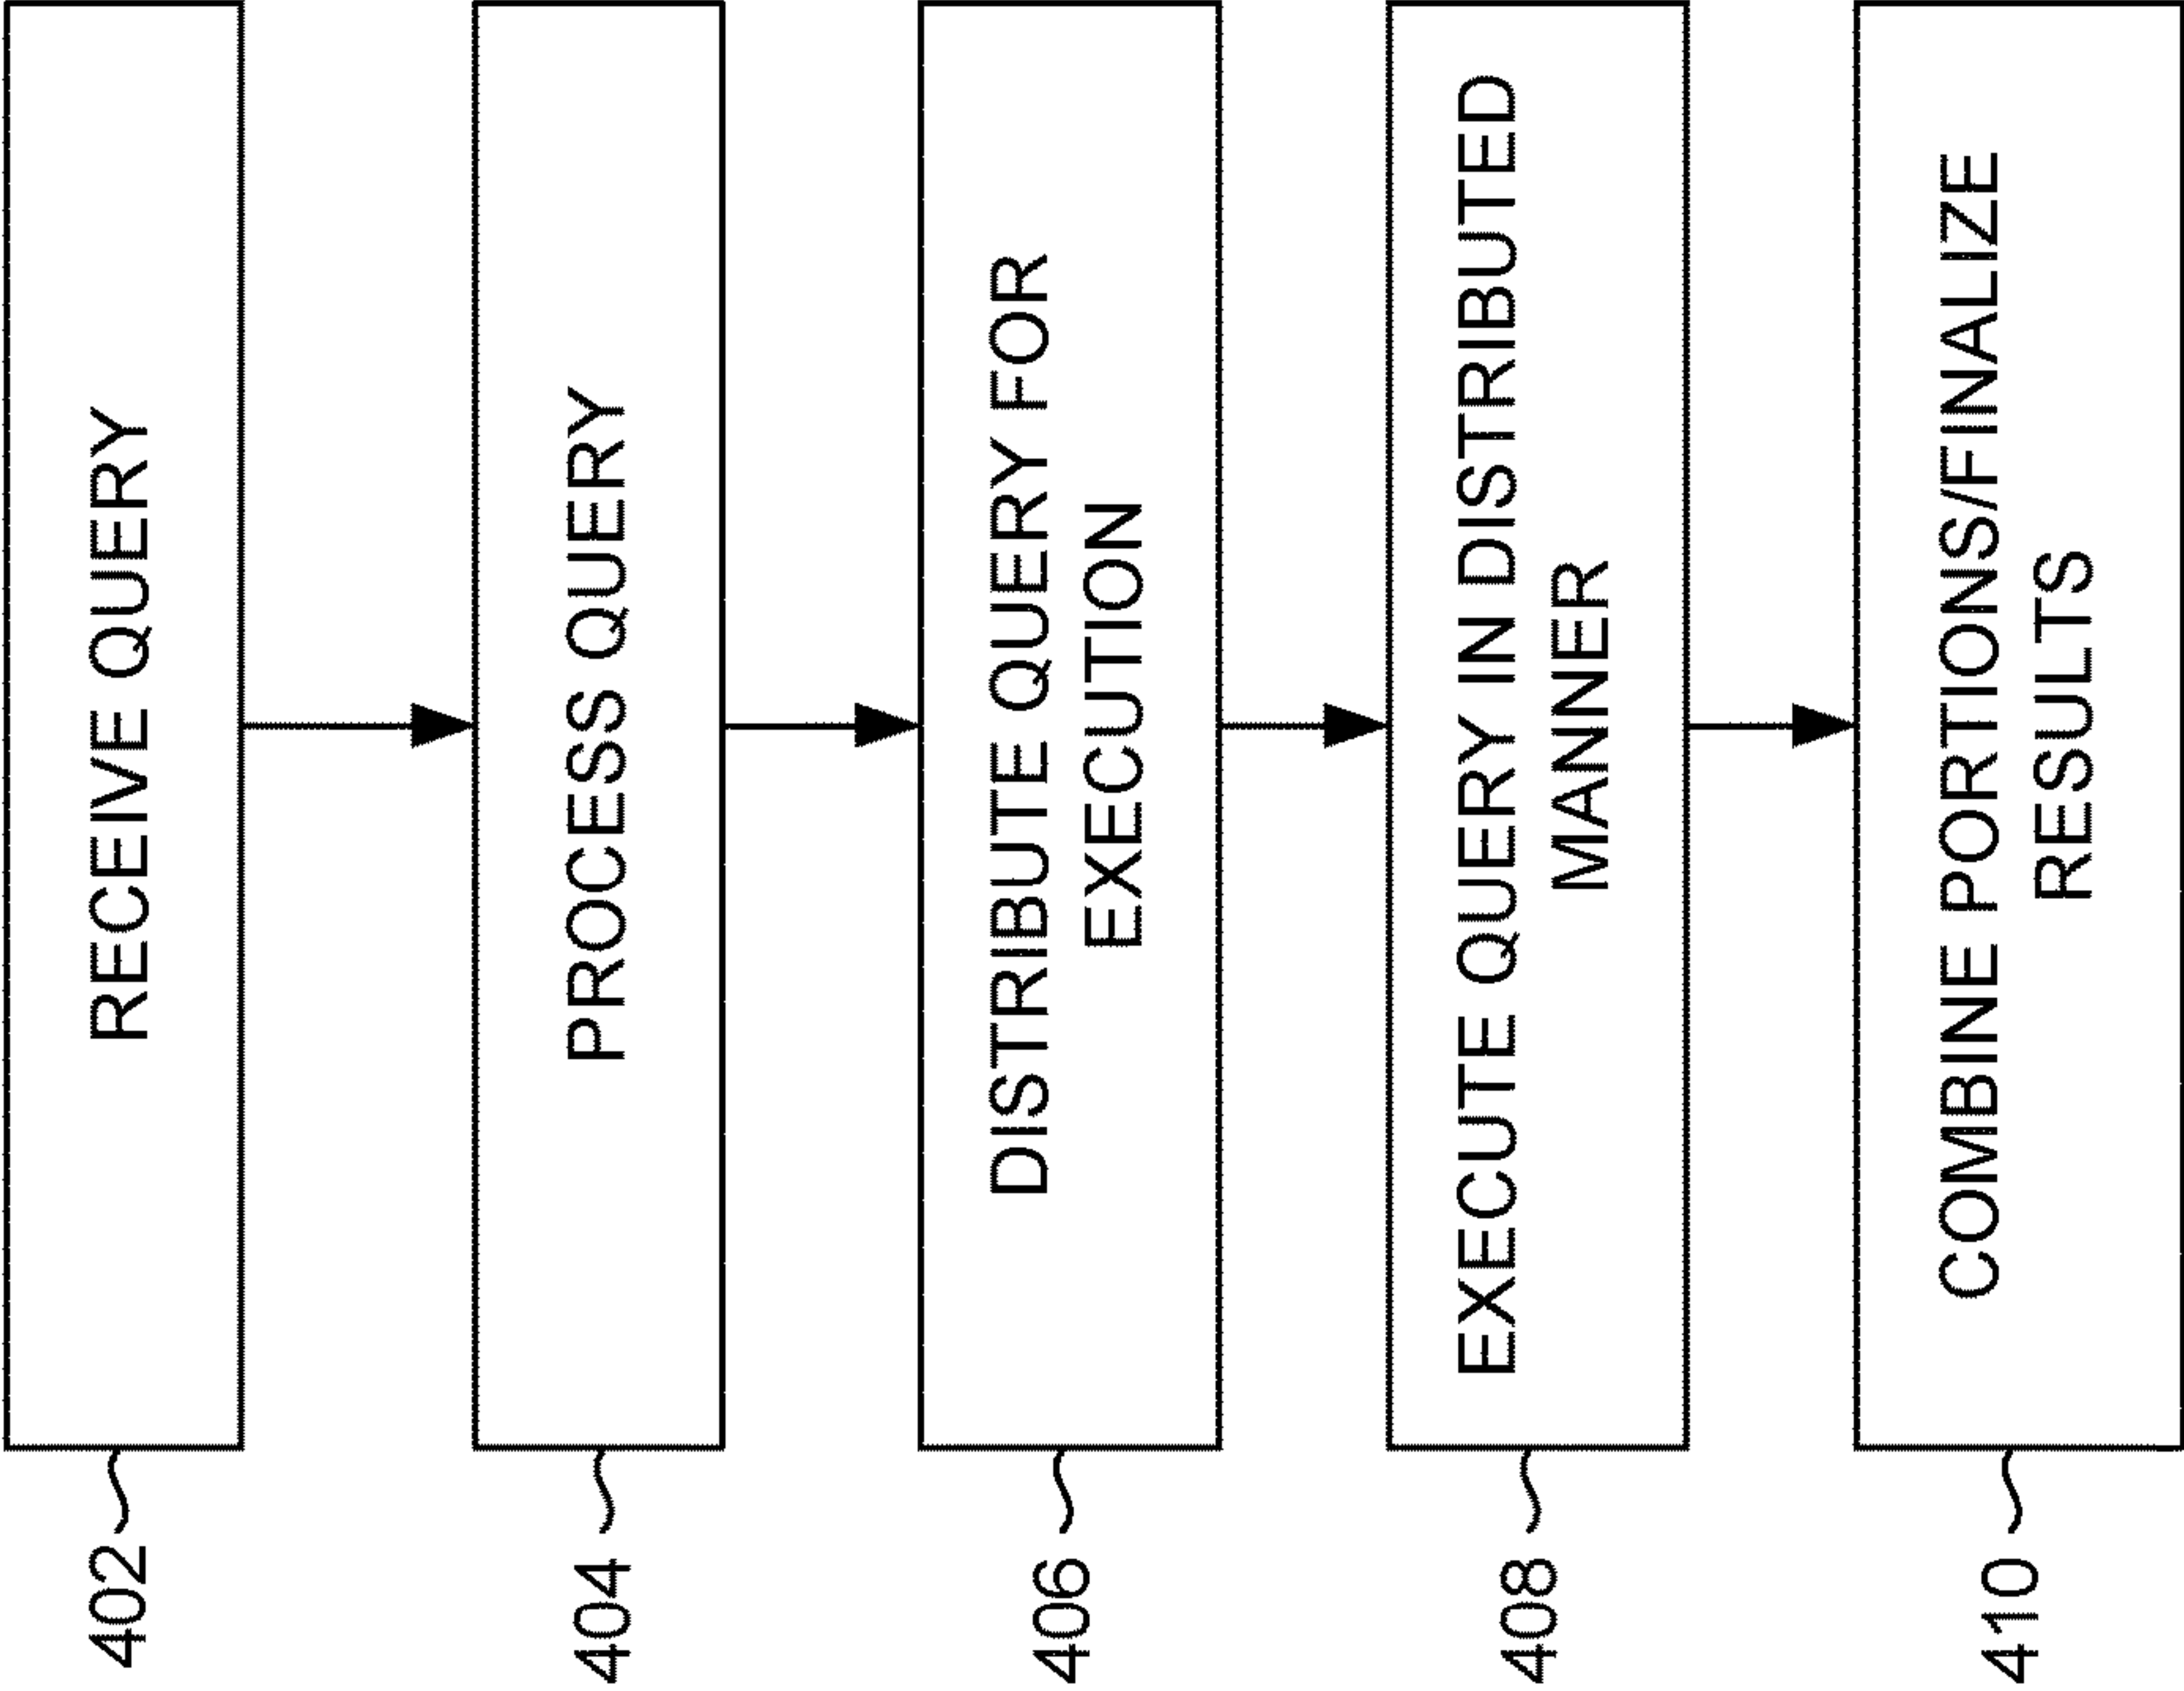 402
RECEIVE QUERY
404
PROCESS QUERY
406
DISTRIBUTE QUERY FOR
EXECUTION
408
EXECUTE QUERY IN DISTRIBUTED
MANNER
410
COMBINE PORTIONS/FINALIZE
RESULTS